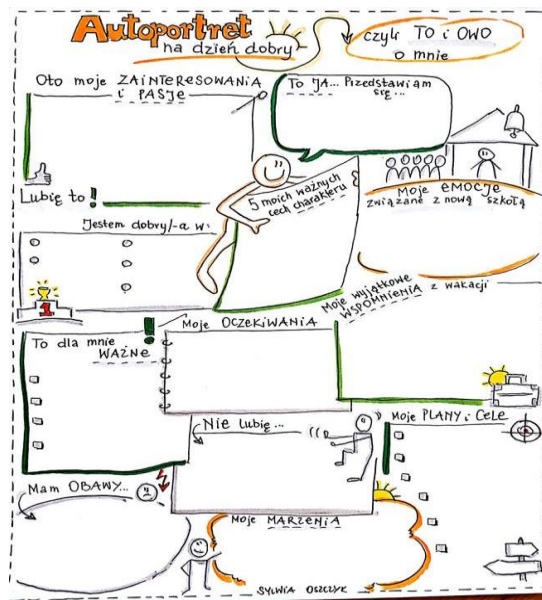 Autoportret
na dzień dobry
czyli TO i OWO
o mnie
Oto moje ZAINTERESOWANIA
i PASJE
To JA... Przedstawiam
się...
Lubię to!
5 moich ważnych
cech charakteru
Moje EMOCJE
związane z nową szkołą
Jestem dobry/-a w:
1
Moje wyjątkowe
WSPOMNIENIA z wakacji
To dla mnie
WAŻNE
Moje OCZEKIWANIA
Nie lubię...
Moje PLANY i CELE
Mam OBAWY... ?
Moje MARZENIA
SYLWIA OSZCZYK